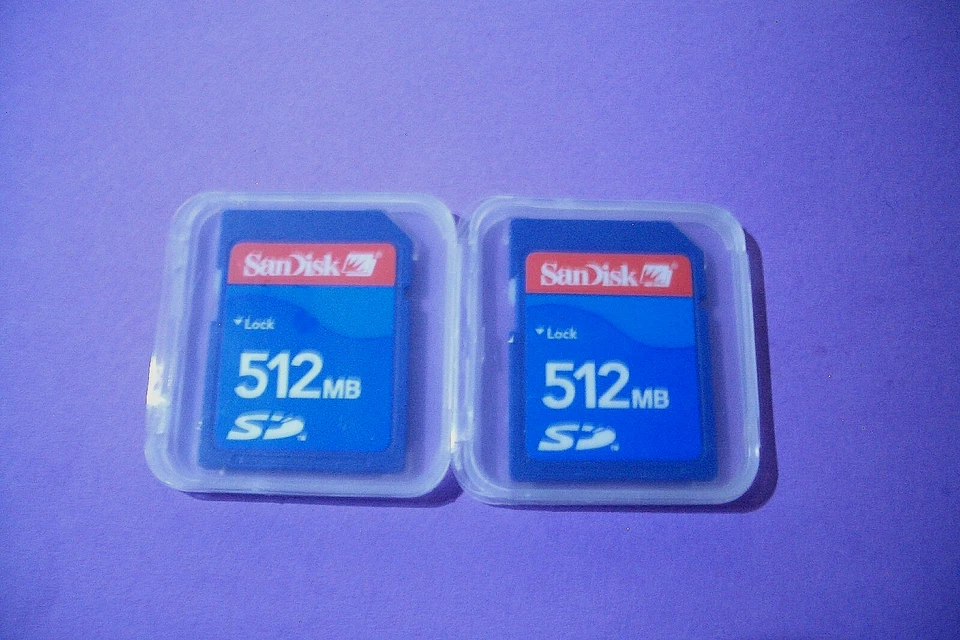 SanDisk
Lock
512MB
SD
SanDisk
Lock
512MB
SD